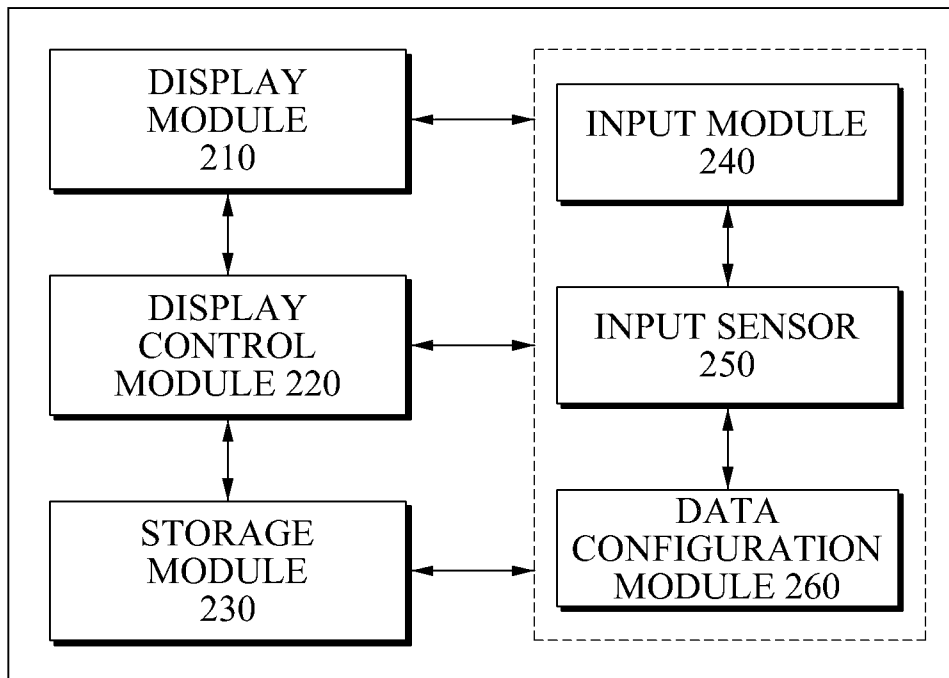 DISPLAY
MODULE
210
DISPLAY
CONTROL
MODULE 220
STORAGE
MODULE
230
INPUT MODULE
240
INPUT SENSOR
250
DATA
CONFIGURATION
MODULE 260